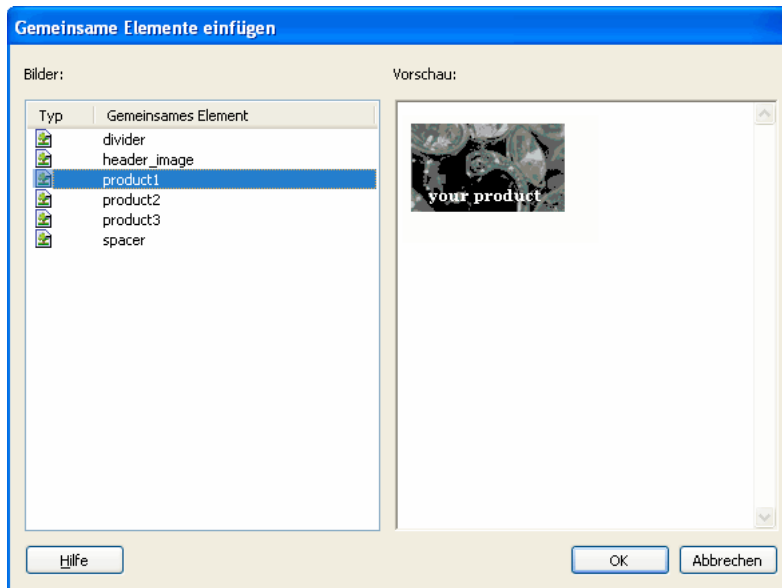 Gemeinsame Elemente einfügen
Bilder:
Vorschau:
Typ Gemeinsames Element
divider
header_image
product1
product2
product3
spacer
your product
Hilfe
OK
Abbrechen